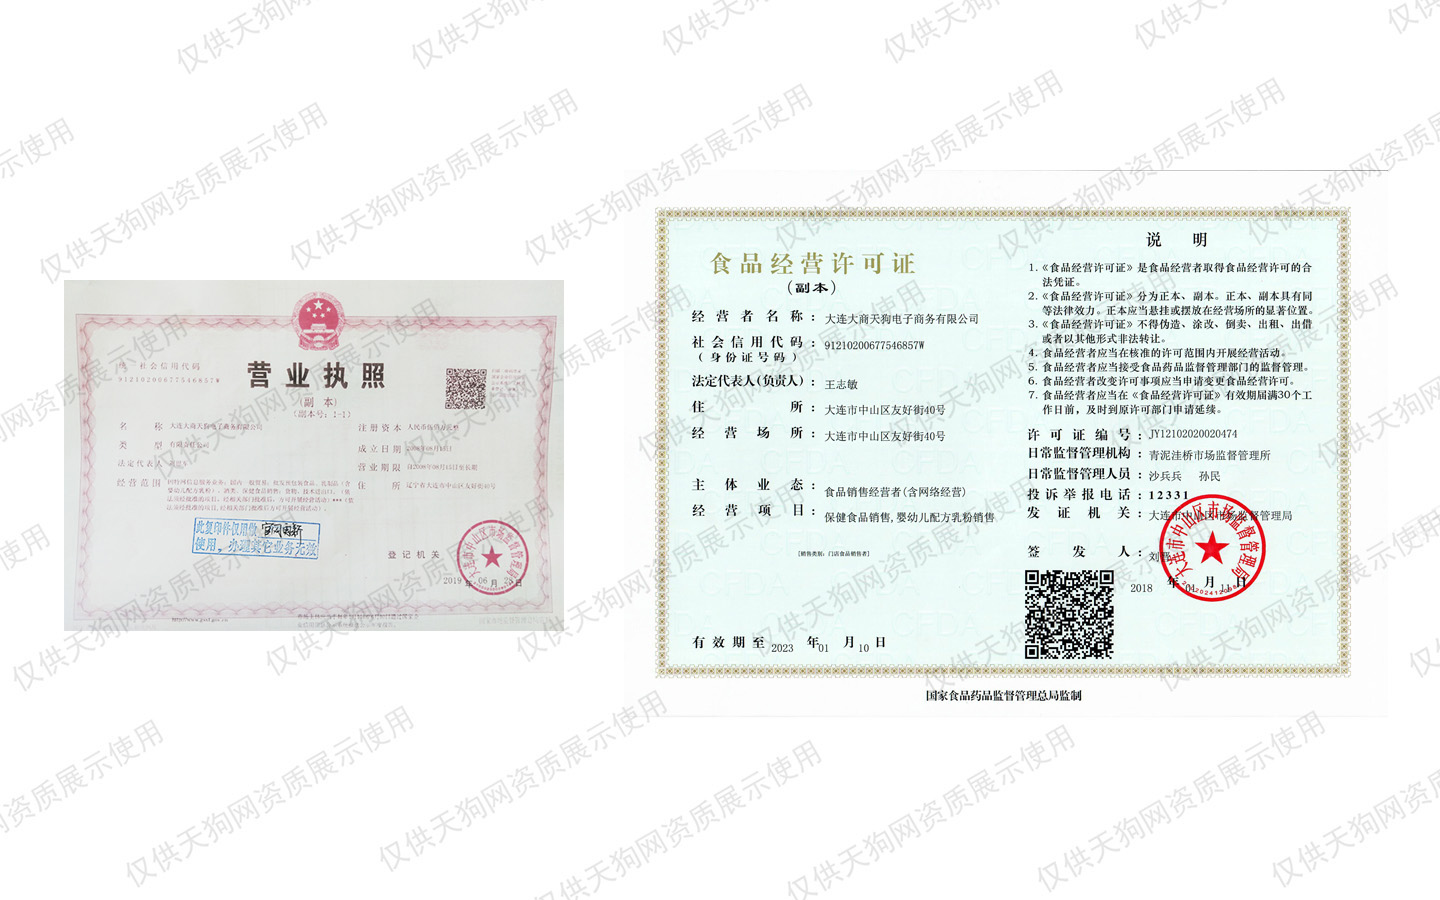 仅供天狗网资质展示使用
营业执照
(副 本)
(副本号: 1-1)
统一社会信用代码
91210200677546857W
名 称 大连大商天狗电子商务有限公司
类 型 有限责任公司
法定代表人
经营范围
注册资本
成立日期
营业期限 自2008年08月15日至长期
住 所 辽宁省大连市中山区友好街40号
此复印件仅用做
使用,办理其它业务无效
登记机关
2019 年 06 月 28 日
食品经营许可证
(副本)
经营者名称: 大连大商天狗电子商务有限公司
社会信用代码: 91210200677546857W
(身份证号码)
法定代表人(负责人): 王志敏
住 所: 大连市中山区友好街40号
经营场所: 大连市中山区友好街40号
主体业态: 食品销售经营者(含网络经营)
经营项目: 保健食品销售,婴幼儿配方乳粉销售
[销售类别: 门店食品销售者]
有效期至 2023 年 01 月 10 日
说 明
1.《食品经营许可证》是食品经营者取得食品经营许可的合
法凭证。
2.《食品经营许可证》分为正本、副本。正本、副本具有同
等法律效力。正本应当悬挂或摆放在经营场所的显著位置。
3.《食品经营许可证》不得伪造、涂改、倒卖、出租、出借
或者以其他形式非法转让。
4. 食品经营者应当在核准的许可范围内开展经营活动。
5. 食品经营者应当接受食品药品监督管理部门的监督管理。
6. 食品经营者改变许可事项应当申请变更食品经营许可。
7. 食品经营者应当在《食品经营许可证》有效期届满30个工
作日前,及时到原许可部门申请延续。
许可证编号: JY12102020020474
日常监督管理机构: 青泥洼桥市场监督管理所
日常监督管理人员: 沙兵兵 孙民
投诉举报电话: 12331
发证机关: 大连市中山区市场监督管理局
签 发 人:
2018 年 01 月 11 日
大连市中山区市场监督管理局
国家食品药品监督管理总局监制